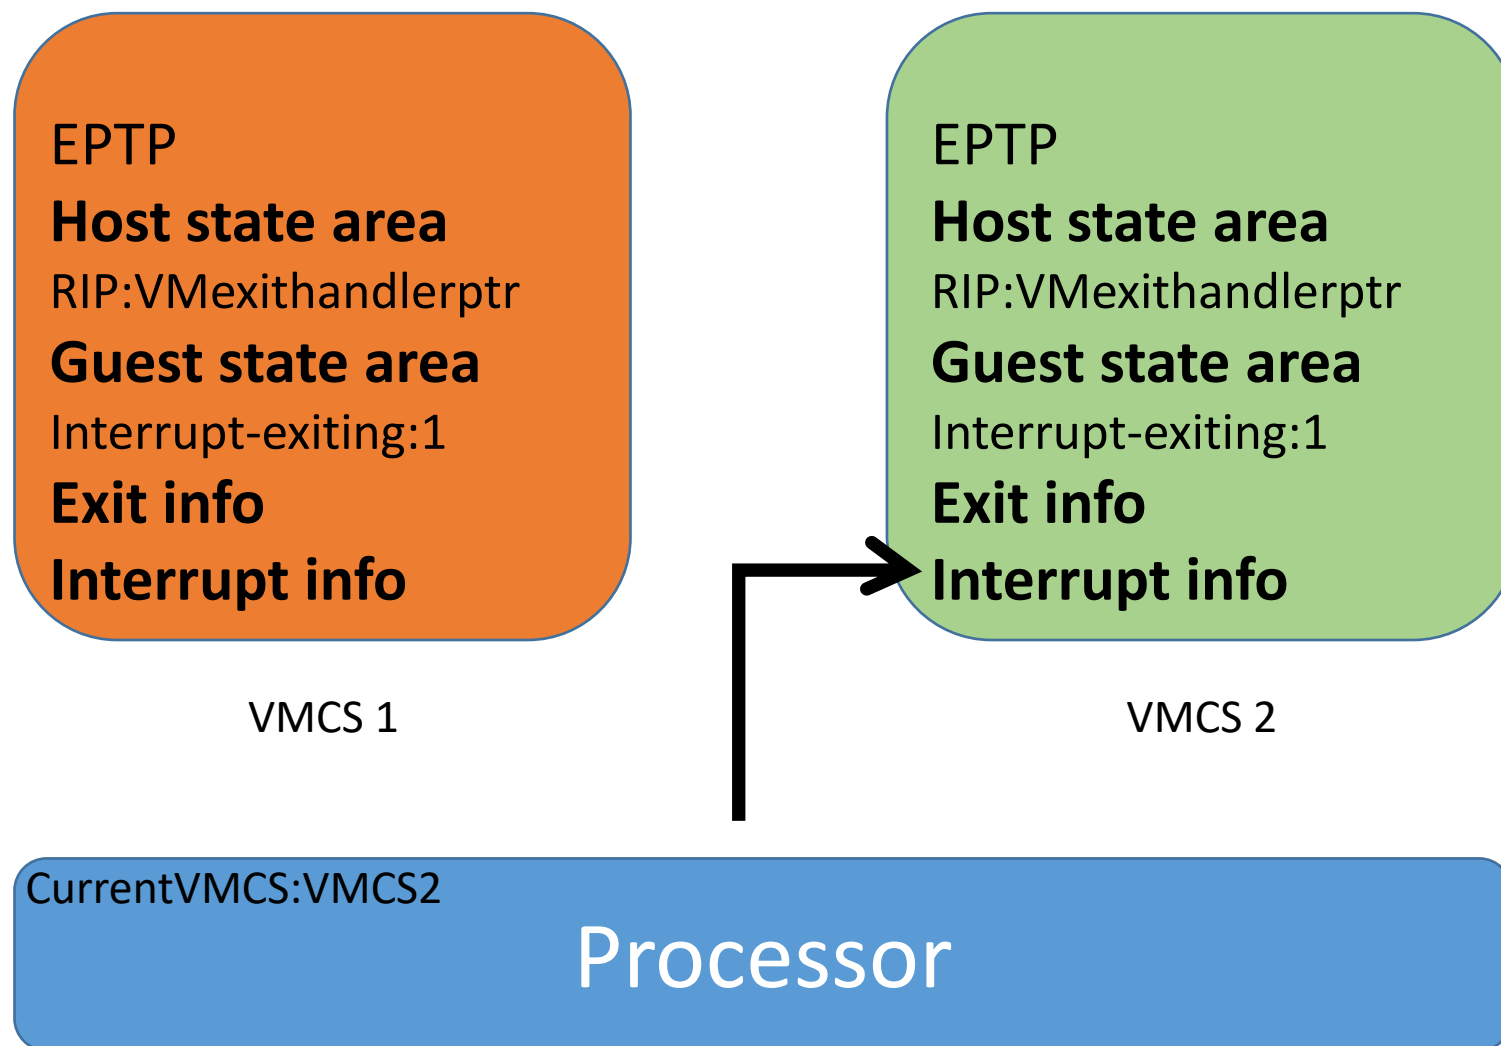 EPTP
Host state area
RIP:VMexithandlerptr
Guest state area
Interrupt-exiting:1
Exit info
Interrupt info
VMCS 1
EPTP
Host state area
RIP:VMexithandlerptr
Guest state area
Interrupt-exiting:1
Exit info
Interrupt info
VMCS 2
CurrentVMCS:VMCS2
Processor